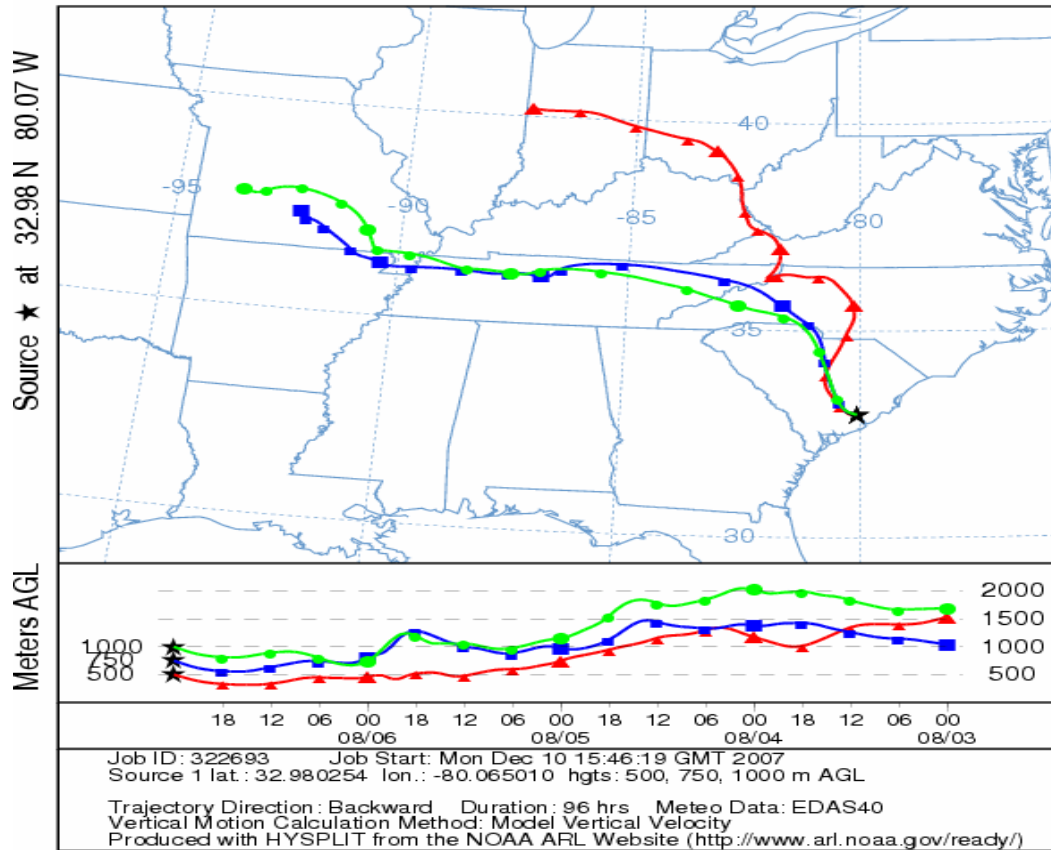 Source ★ at 32.98 N 80.07 W
40
-95
-90
-85
-80
35
30
Meters AGL
2000
1500
1000
1000
750
500
500
18 12 06 00 18 12 06 00 18 12 06 00 18 12 00
08/06 08/05 08/04 08/03
Job ID: 322693 Job Start: Mon Dec 10 15:46:19 GMT 2007
Source 1 lat.: 32.980254 lon.: -80.065010 hgts: 500, 750, 1000 m AGL
Trajectory Direction: Backward Duration: 96 hrs Meteo Data: EDAS40
Vertical Motion Calculation Method: Model Vertical Velocity
Produced with HYSPLIT from the NOAA ARL Website (http://www.arl.noaa.gov/ready/)